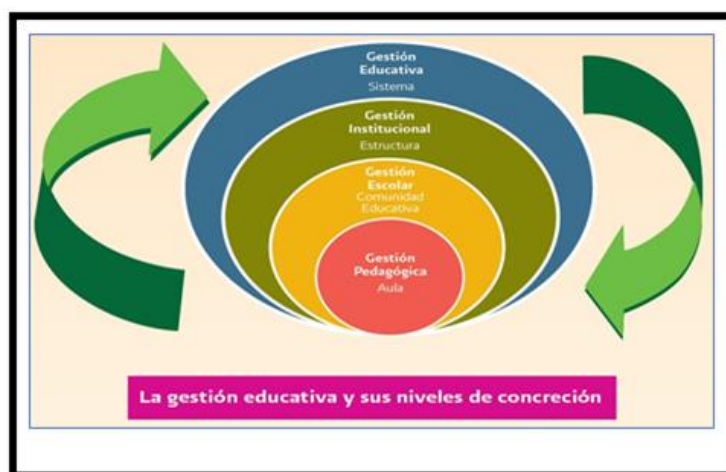 Gestión
Educativa
Sistema
Gestión
Institucional
Estructura
Gestión
Escolar
Comunidad
Educativa
Gestión
Pedagógica
Aula
La gestión educativa y sus niveles de concreción